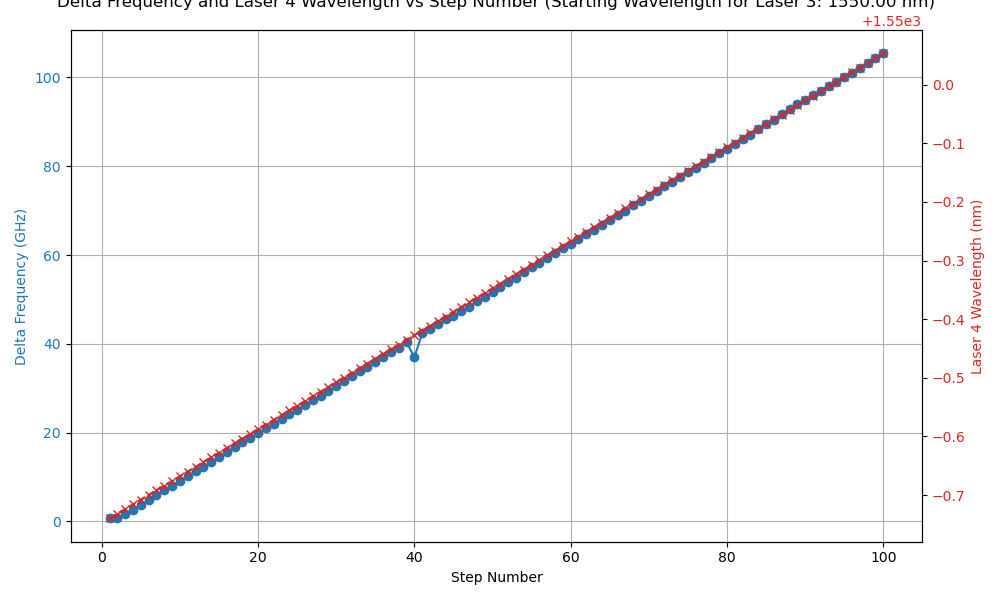 Delta Frequency and Laser 4 Wavelength vs Step Number (Starting Wavelength for Laser 3: 1550.00 nm)
+1.55e3
100
80
60
40
20
0
Delta Frequency (GHz)
0.0
−0.1
−0.2
−0.3
−0.4
−0.5
−0.6
−0.7
Laser 4 Wavelength (nm)
0 20 40 60 80 100
Step Number